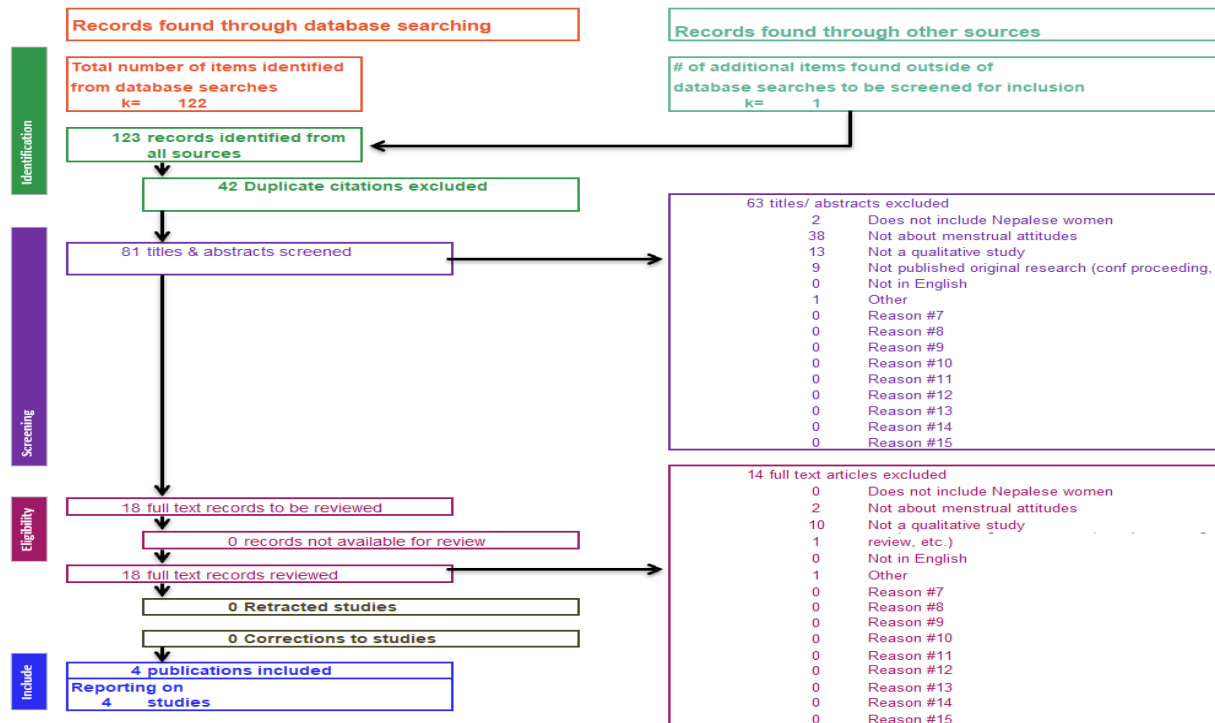 Records found through database searching
Records found through other sources
Identification
Total number of items identified
from database searches
k= 122
# of additional items found outside of
database searches to be screened for inclusion
k= 1
123 records identified from
all sources
42 Duplicate citations excluded
Screening
81 titles & abstracts screened
63 titles/ abstracts excluded
2 Does not include Nepalese women
38 Not about menstrual attitudes
13 Not a qualitative study
9 Not published original research (conf proceeding,
0 Not in English
1 Other
0 Reason #7
0 Reason #8
0 Reason #9
0 Reason #10
0 Reason #11
0 Reason #12
0 Reason #13
0 Reason #14
0 Reason #15
Eligibility
18 full text records to be reviewed
0 records not available for review
18 full text records reviewed
14 full text articles excluded
0 Does not include Nepalese women
2 Not about menstrual attitudes
10 Not a qualitative study
1 review, etc.)
0 Not in English
1 Other
0 Reason #7
0 Reason #8
0 Reason #9
0 Reason #10
0 Reason #11
0 Reason #12
0 Reason #13
0 Reason #14
0 Reason #15
0 Retracted studies
0 Corrections to studies
Include
4 publications included
Reporting on
4 studies